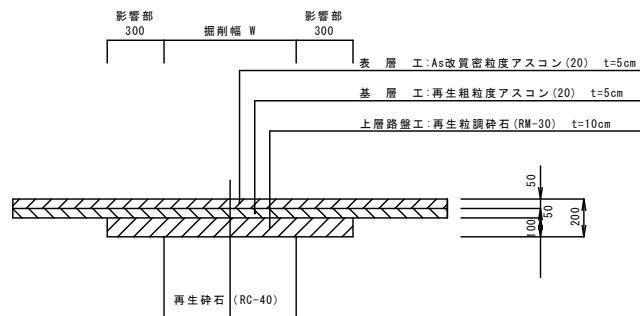 影響部 影響部
300 掘削幅 W 300
表 層 工:As改質密粒度アスコン(20) t=5cm
基 層 工:再生粗粒度アスコン(20) t=5cm
上層路盤工:再生粒調砕石(RM-30) t=10cm
50
50
100
200
再生砕石(RC-40)